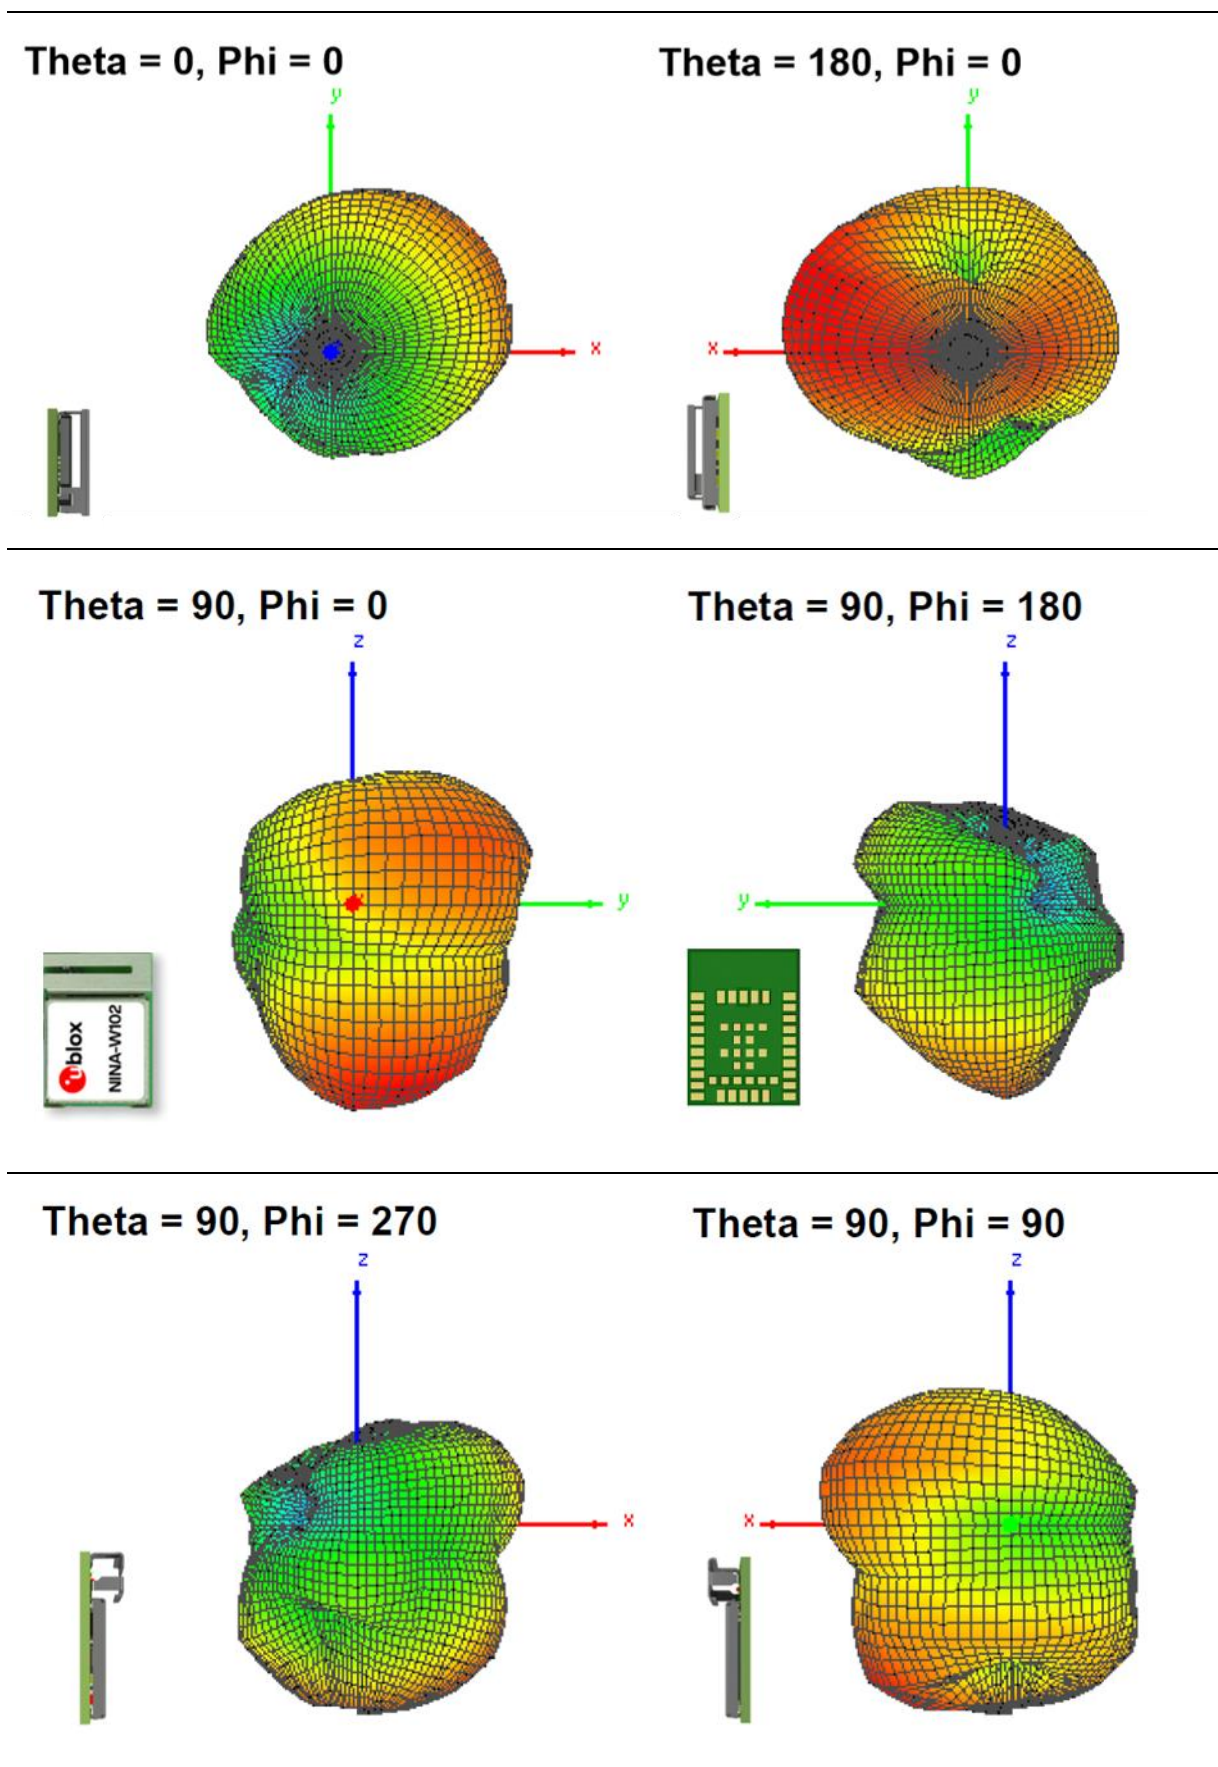 Theta = 0, Phi = 0
Theta = 180, Phi = 0
y
y
x
x
Theta = 90, Phi = 0
Theta = 90, Phi = 180
z
z
y
y
ublox
NINA-W102
Theta = 90, Phi = 270
Theta = 90, Phi = 90
z
z
x
x